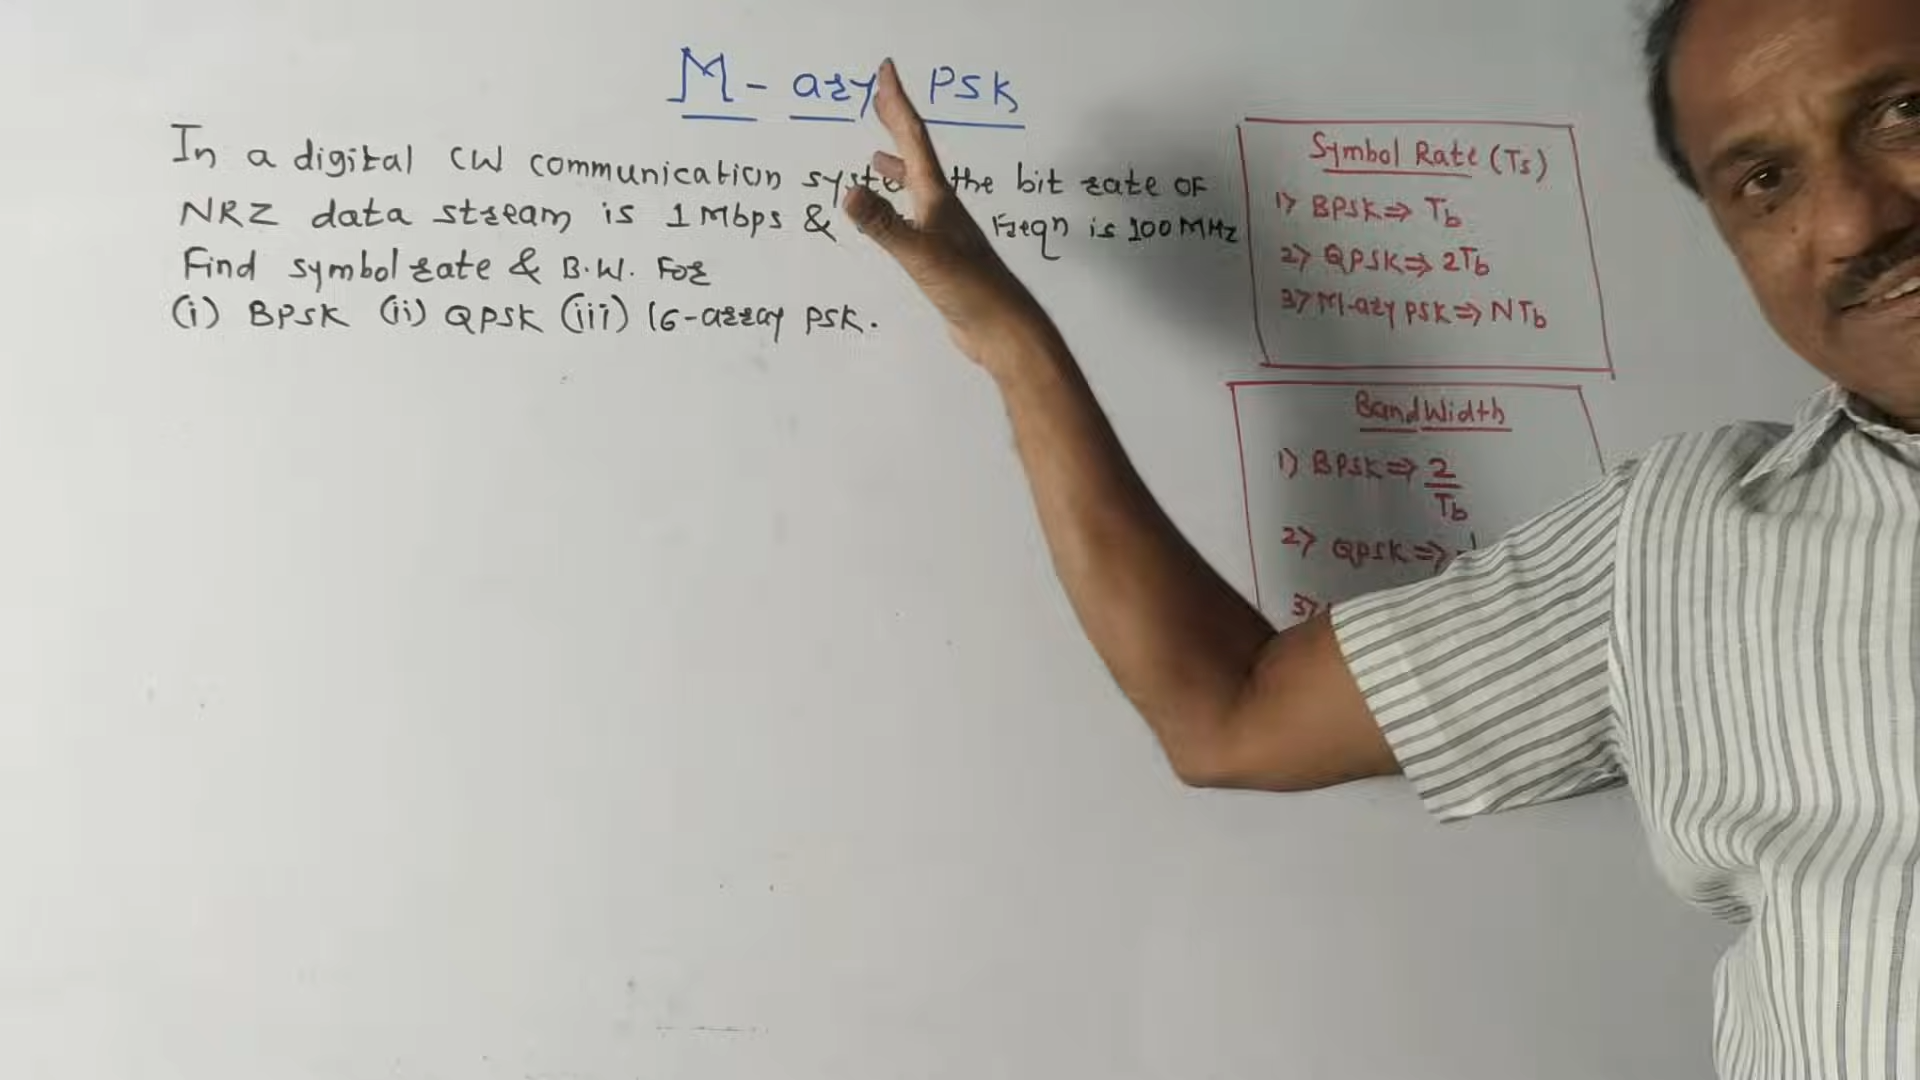 M-ary PSK
In a digital CW communication syste the bit rate of
NRZ data stream is 1 Mbps & Freqn is 100 MHz
Find symbol rate & B.W. For
(i) BPSK (ii) QPSK (iii) 16-array PSK.
Symbol Rate (Ts)
1) BPSK ⇒ Tb
2) QPSK ⇒ 2Tb
3) M-ary PSK ⇒ NTb
BandWidth
1) BPSK ⇒ 2/Tb
2) QPSK ⇒
3)